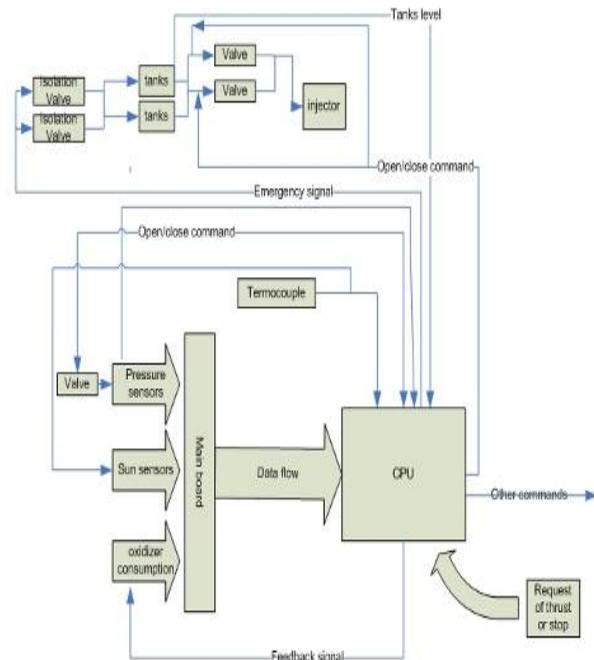 Tanks level
Valve
Isolation
Valve
tanks
Valve
injector
tanks
Isolation
Valve
Open/close command
Emergency signal
Open/close command
Termocouple
Valve
Pressure
sensors
Main board
Sun sensors
Data flow
CPU
Other commands
oxidizer
consumption
Request
of thrust
or stop
Feedback signal